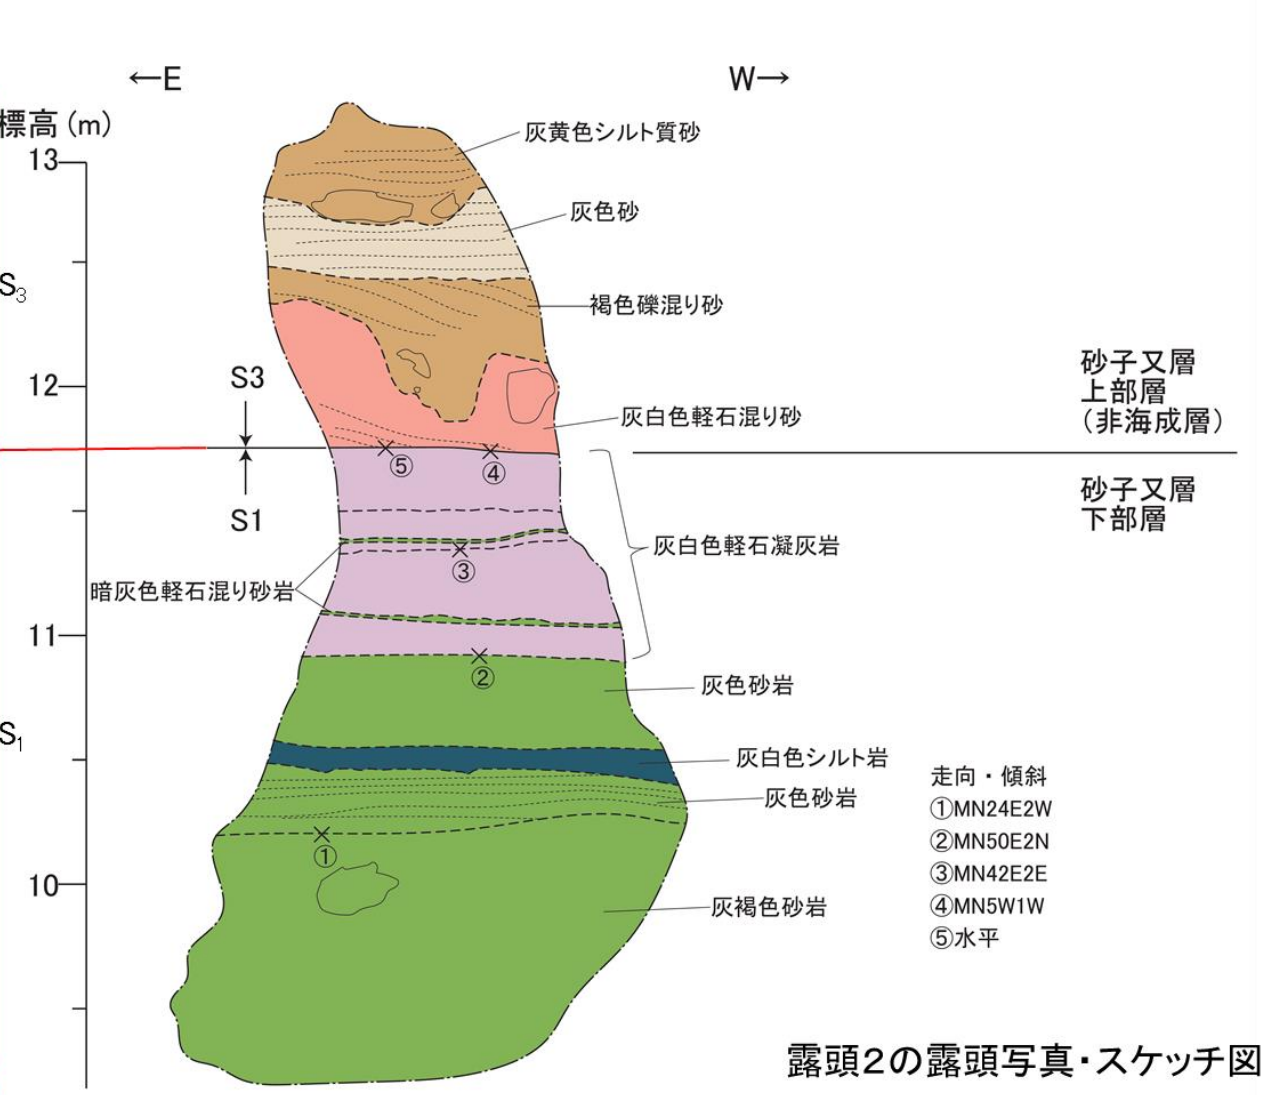 ←E
W→
標高(m)
灰黄色シルト質砂
13
灰色砂
S3
褐色礫混り砂
砂子又層
上部層
(非海成層)
S3
12
灰白色軽石混り砂
⑤
④
砂子又層
下部層
S1
灰白色軽石凝灰岩
③
暗灰色軽石混り砂岩
11
②
灰色砂岩
S1
灰白色シルト岩
灰色砂岩
走向・傾斜
①MN24E2W
②MN50E2N
③MN42E2E
④MN5W1W
⑤水平
①
10
灰褐色砂岩
露頭2の露頭写真・スケッチ図